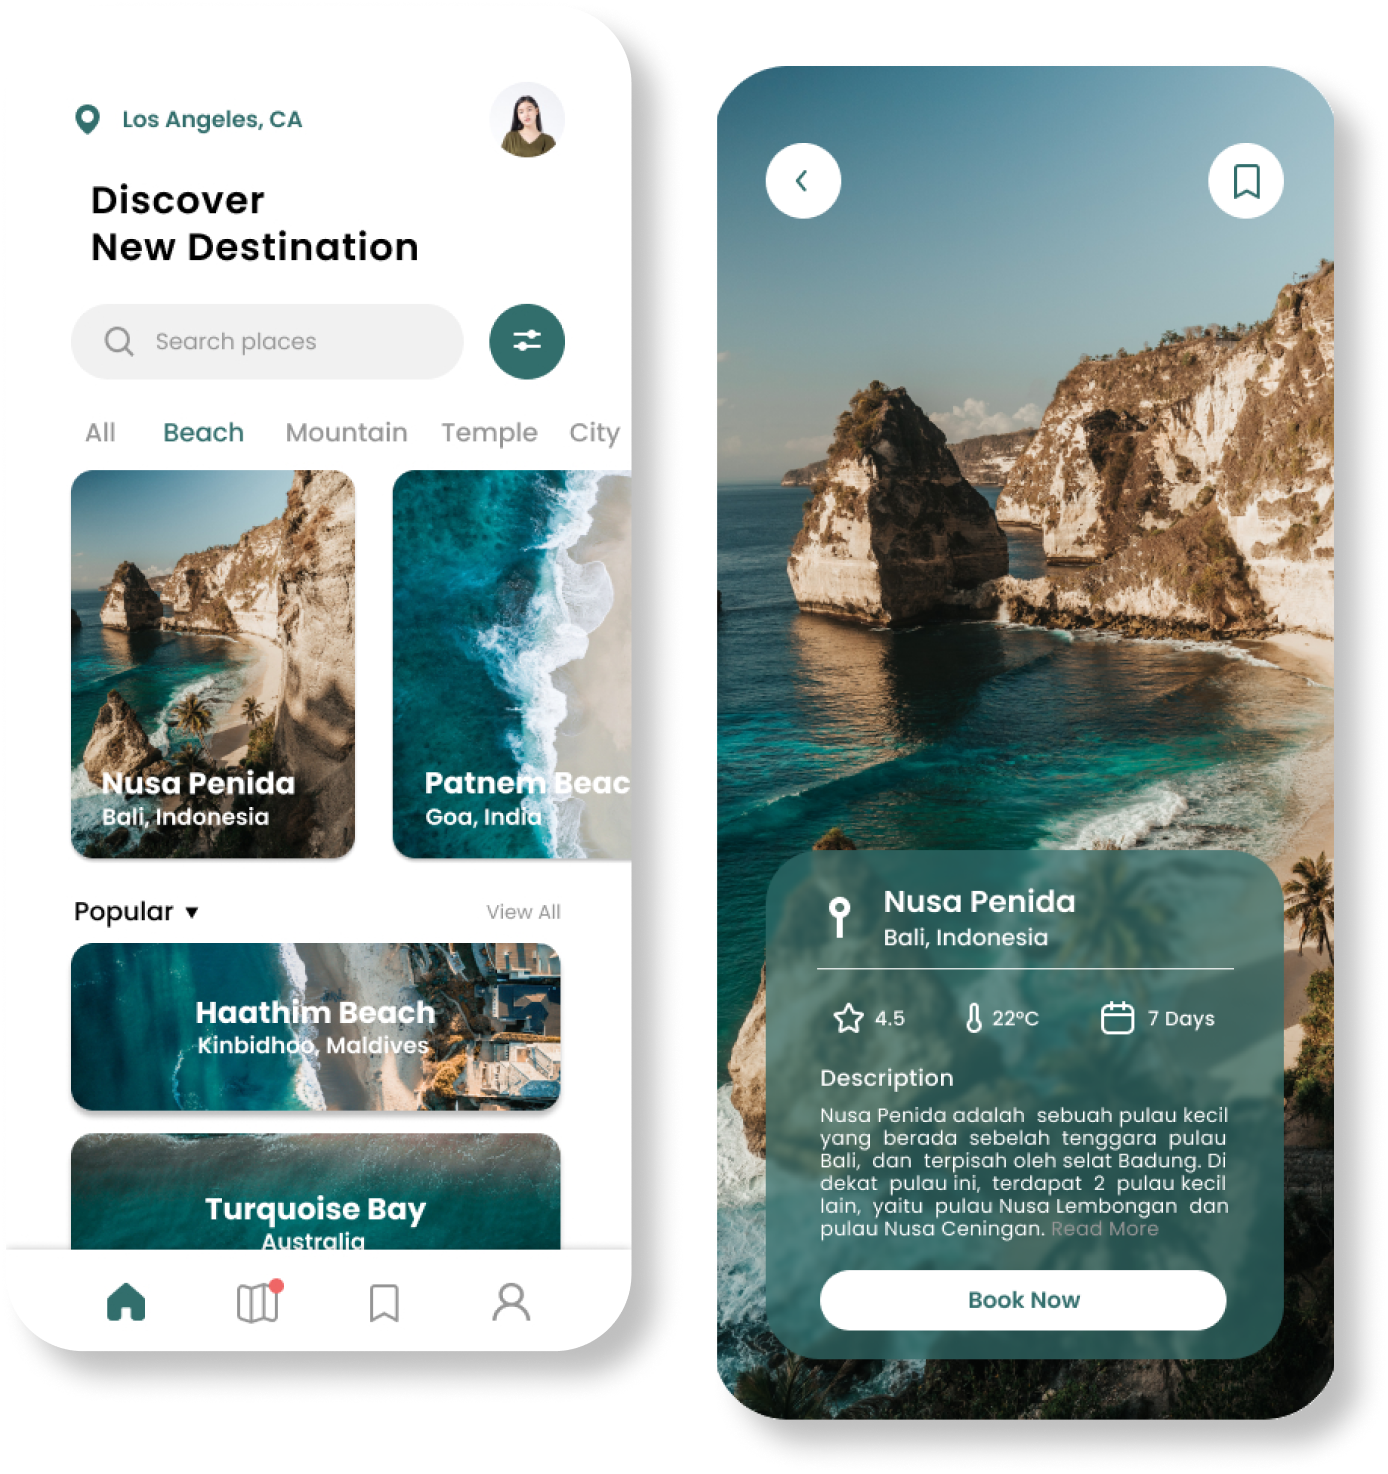 Los Angeles, CA
Discover
New Destination
Search places
All Beach Mountain Temple City
Nusa Penida
Bali, Indonesia
Patnem Beac
Goa, India
Popular ▼ View All
Haathim Beach
Kinbidhoo, Maldives
Turquoise Bay
Australia
Nusa Penida
Bali, Indonesia
4.5 22°C 7 Days
Description
Nusa Penida adalah sebuah pulau kecil
yang berada sebelah tenggara pulau
Bali, dan terpisah oleh selat Badung. Di
dekat pulau ini, terdapat 2 pulau kecil
lain, yaitu pulau Nusa Lembongan dan
pulau Nusa Ceningan. Read More
Book Now